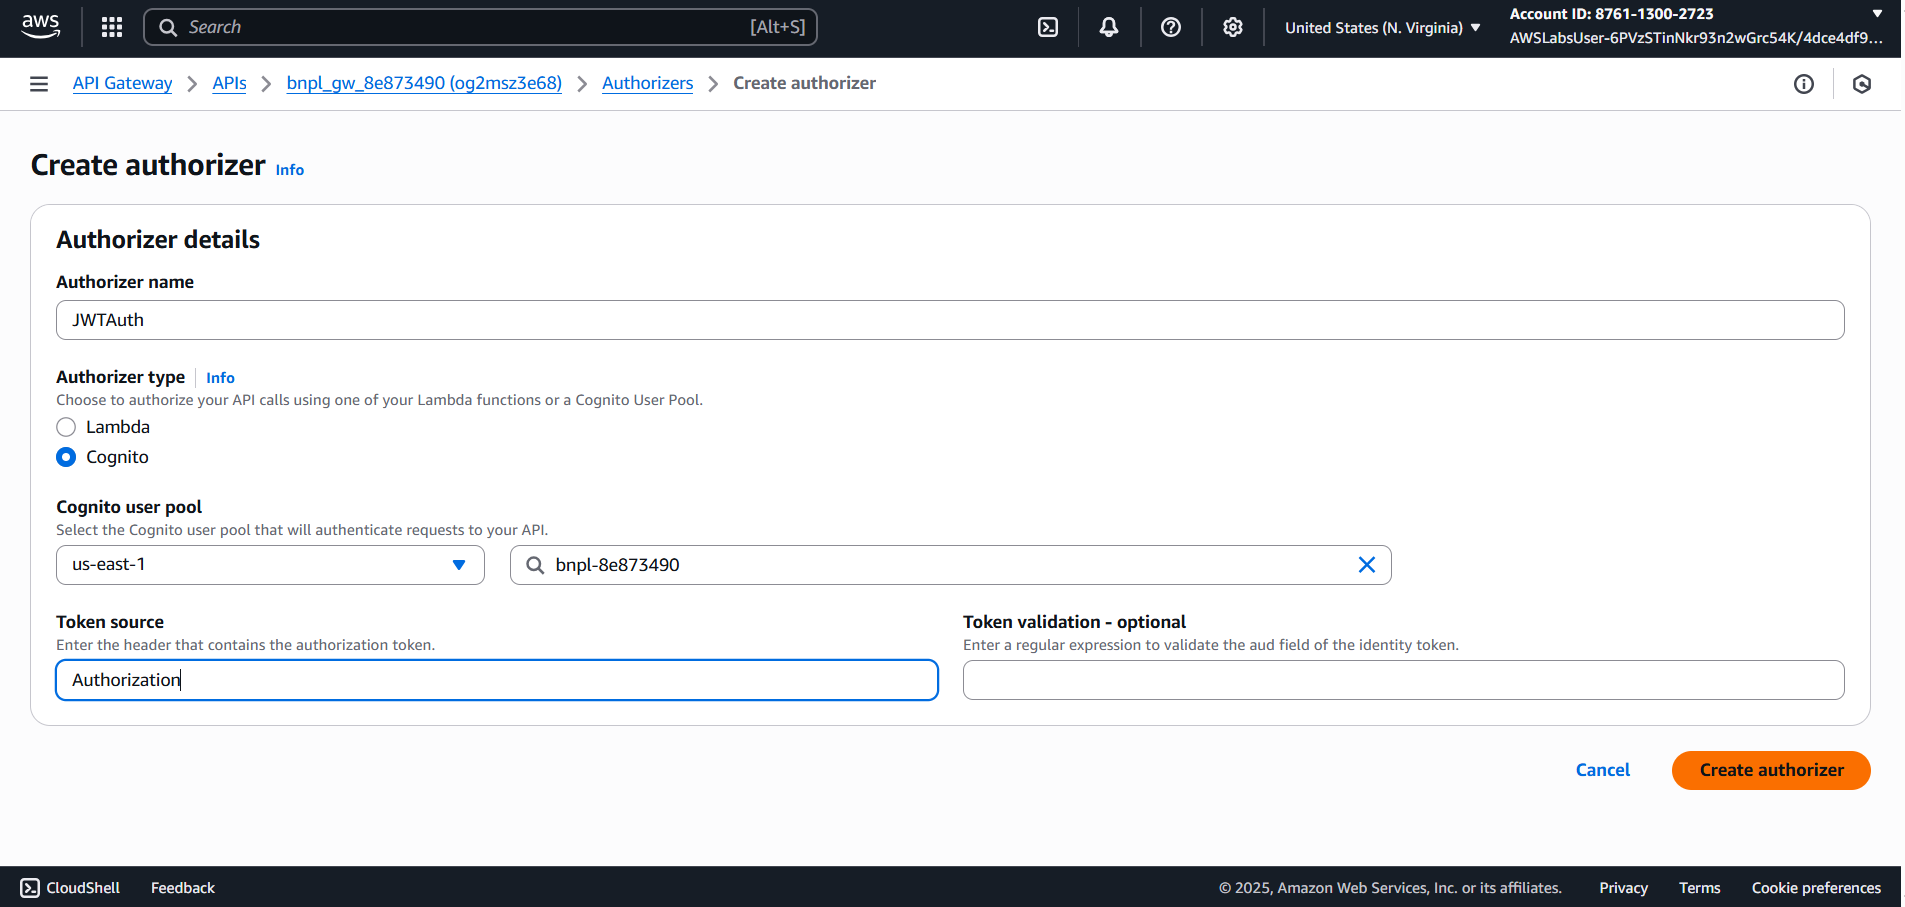 aws
Search [Alt+S]
United States (N. Virginia)
Account ID: 8761-1300-2723
AWSLabsUser-6PVzSTinNkr93n2wGrc54K/4dce4df9...
API Gateway > APIs > bnpl_gw_8e873490 (og2msz3e68) > Authorizers > Create authorizer
Create authorizer Info
Authorizer details
Authorizer name
JWTAuth
Authorizer type Info
Choose to authorize your API calls using one of your Lambda functions or a Cognito User Pool.
Lambda
Cognito
Cognito user pool
Select the Cognito user pool that will authenticate requests to your API.
us-east-1 bnpl-8e873490
Token source
Enter the header that contains the authorization token.
Authorization
Token validation - optional
Enter a regular expression to validate the aud field of the identity token.
Cancel Create authorizer
CloudShell Feedback © 2025, Amazon Web Services, Inc. or its affiliates. Privacy Terms Cookie preferences